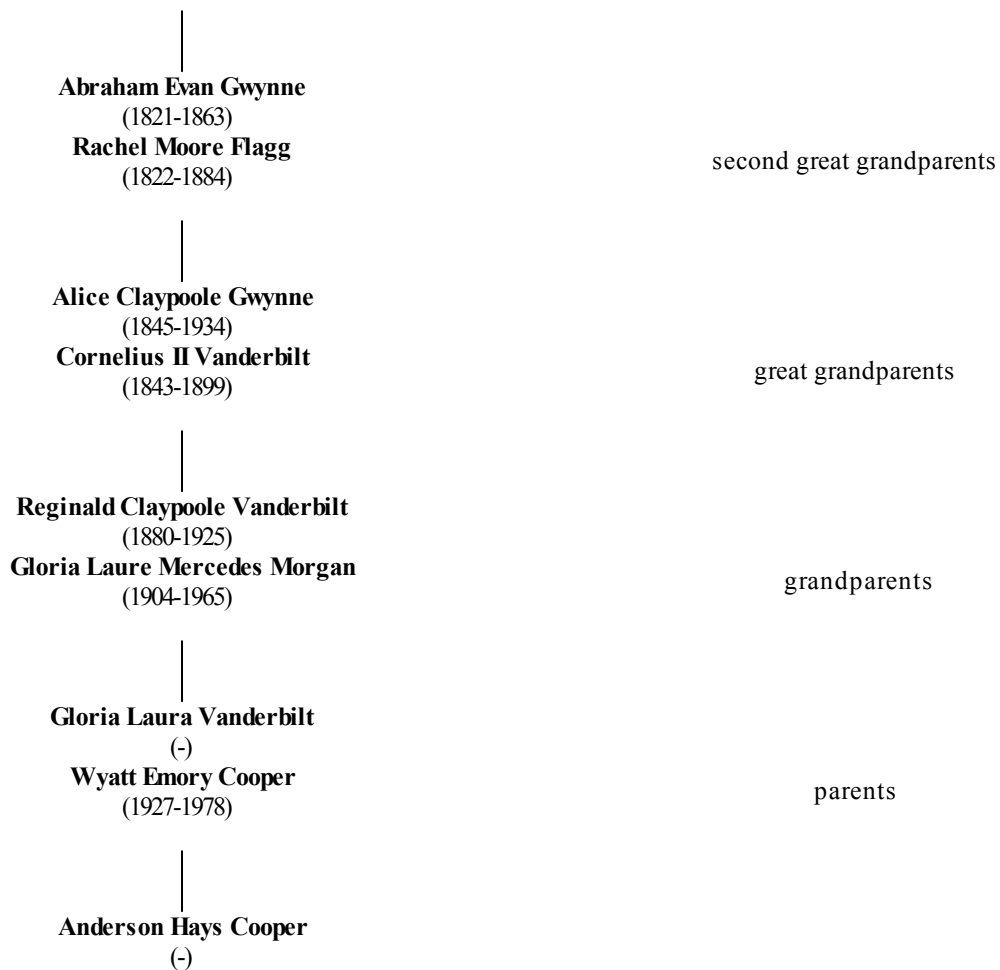 Abraham Evan Gwynne
(1821-1863)
Rachel Moore Flagg
(1822-1884)
second great grandparents
Alice Claypoole Gwynne
(1845-1934)
Cornelius II Vanderbilt
(1843-1899)
great grandparents
Reginald Claypoole Vanderbilt
(1880-1925)
Gloria Laure Mercedes Morgan
(1904-1965)
grandparents
Gloria Laura Vanderbilt
(-)
Wyatt Emory Cooper
(1927-1978)
parents
Anderson Hays Cooper
(-)